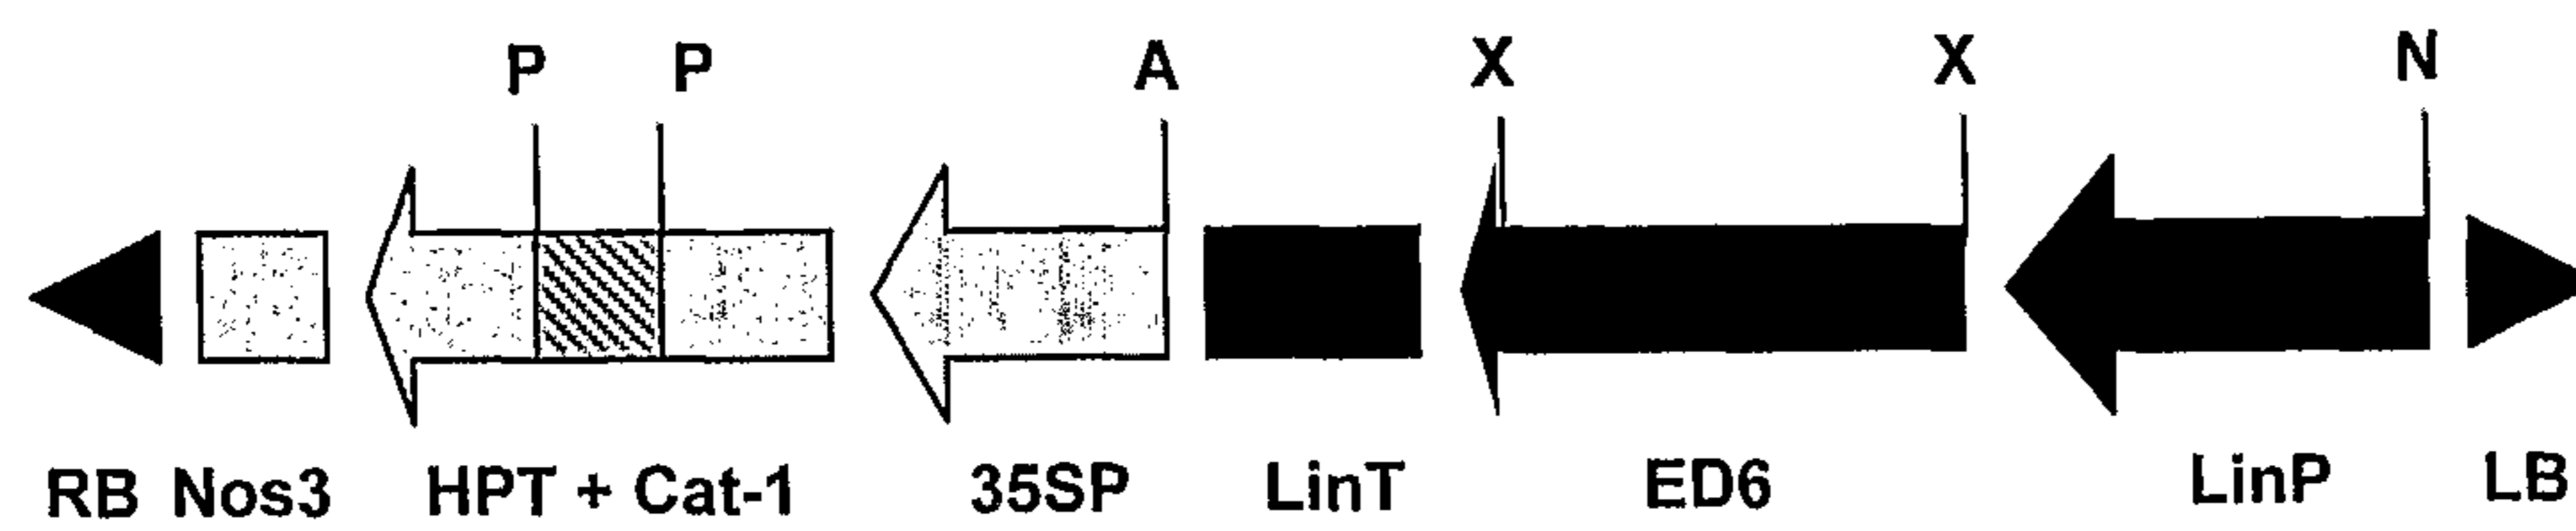 P P A X X N
RB Nos3 HPT + Cat-1 35SP LinT ED6 LinP LB